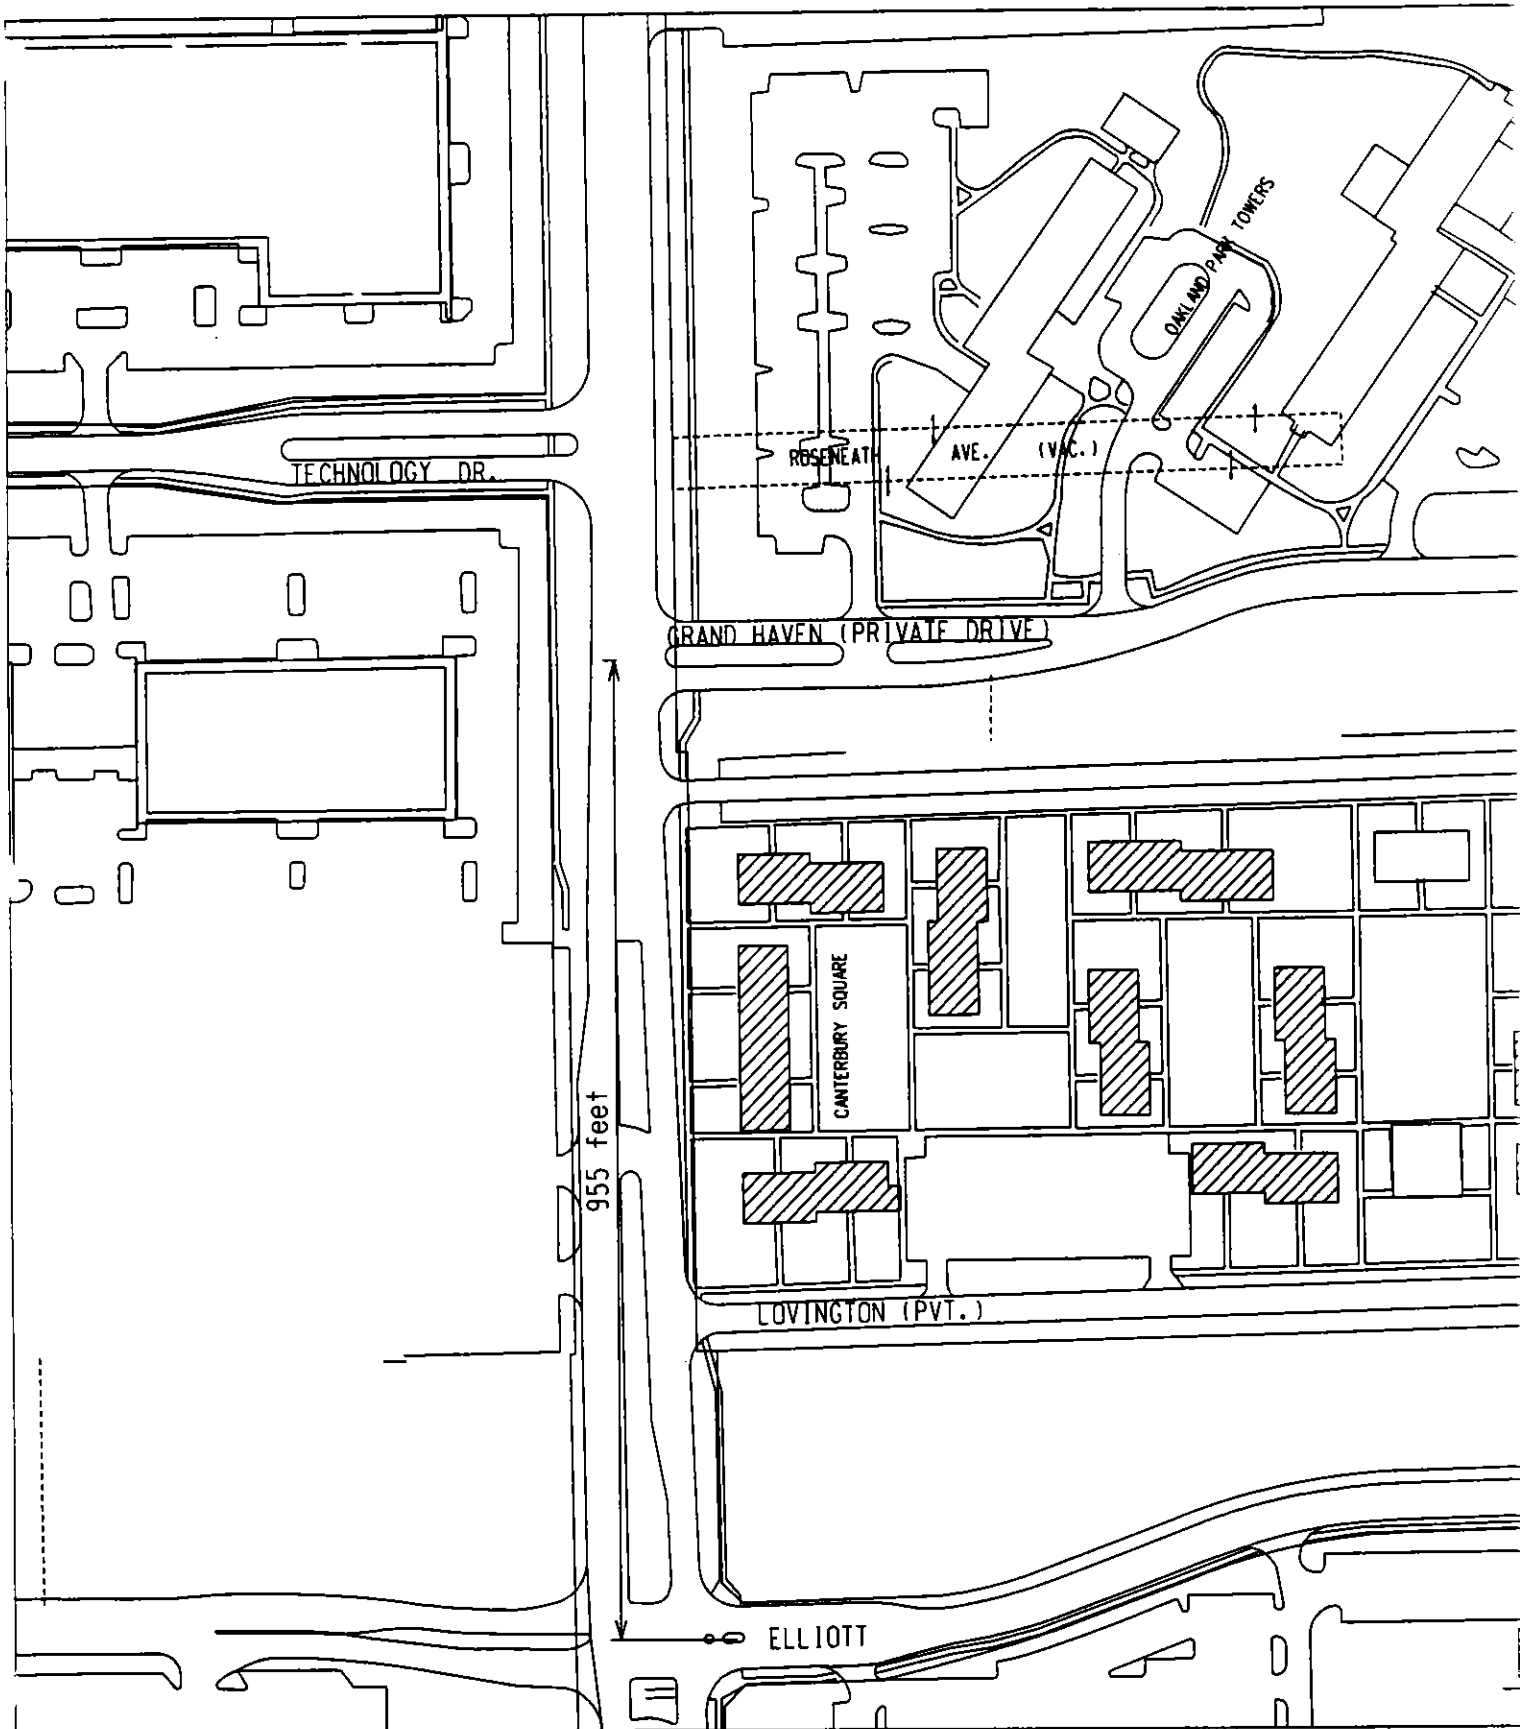 OAKLAND PARK TOWERS
ROSENEATH AVE. (VAC.)
TECHNOLOGY DR.
GRAND HAVEN (PRIVATE DRIVE)
CANTERBURY SQUARE
955 feet
LOVINGTON (PVT.)
ELLIOTT